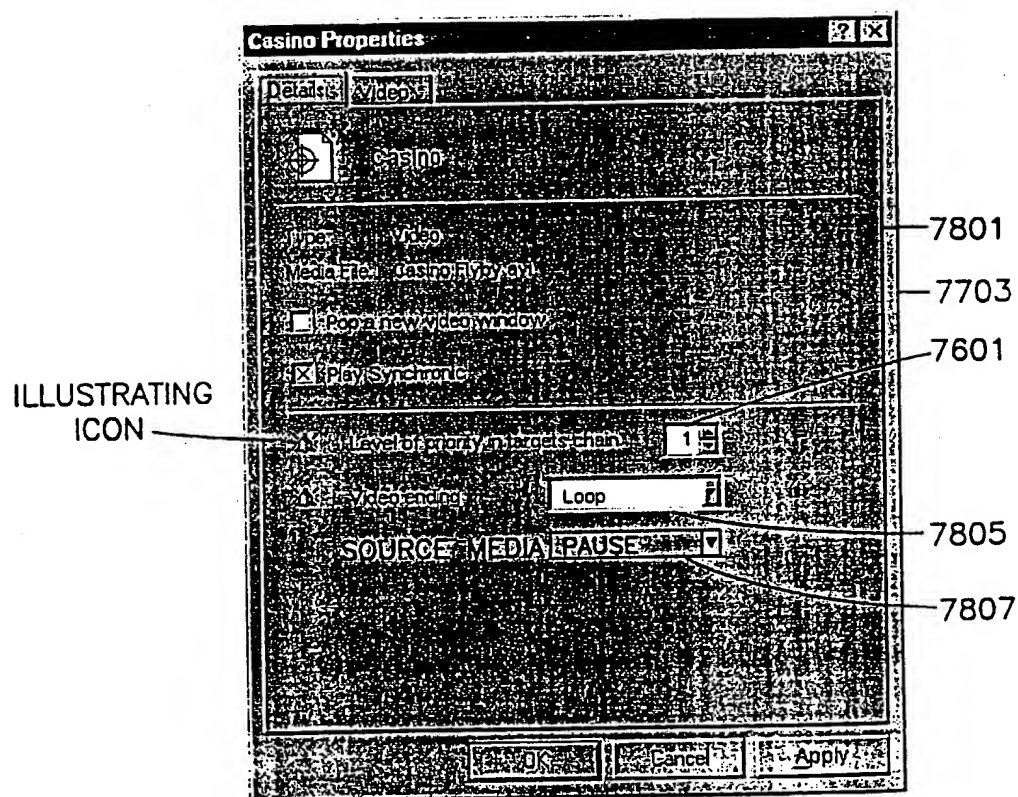 Casino Properties ? X
Details Video
Casino
Type: Video
Media File: Casino Flyby.avi
Pop a new video window
Play Synchronic
Level of priority in targets chain 1
Video ending Loop
SOURCE MEDIA PAUSE
OK Cancel Apply
ILLUSTRATING
ICON
7801
7703
7601
7805
7807